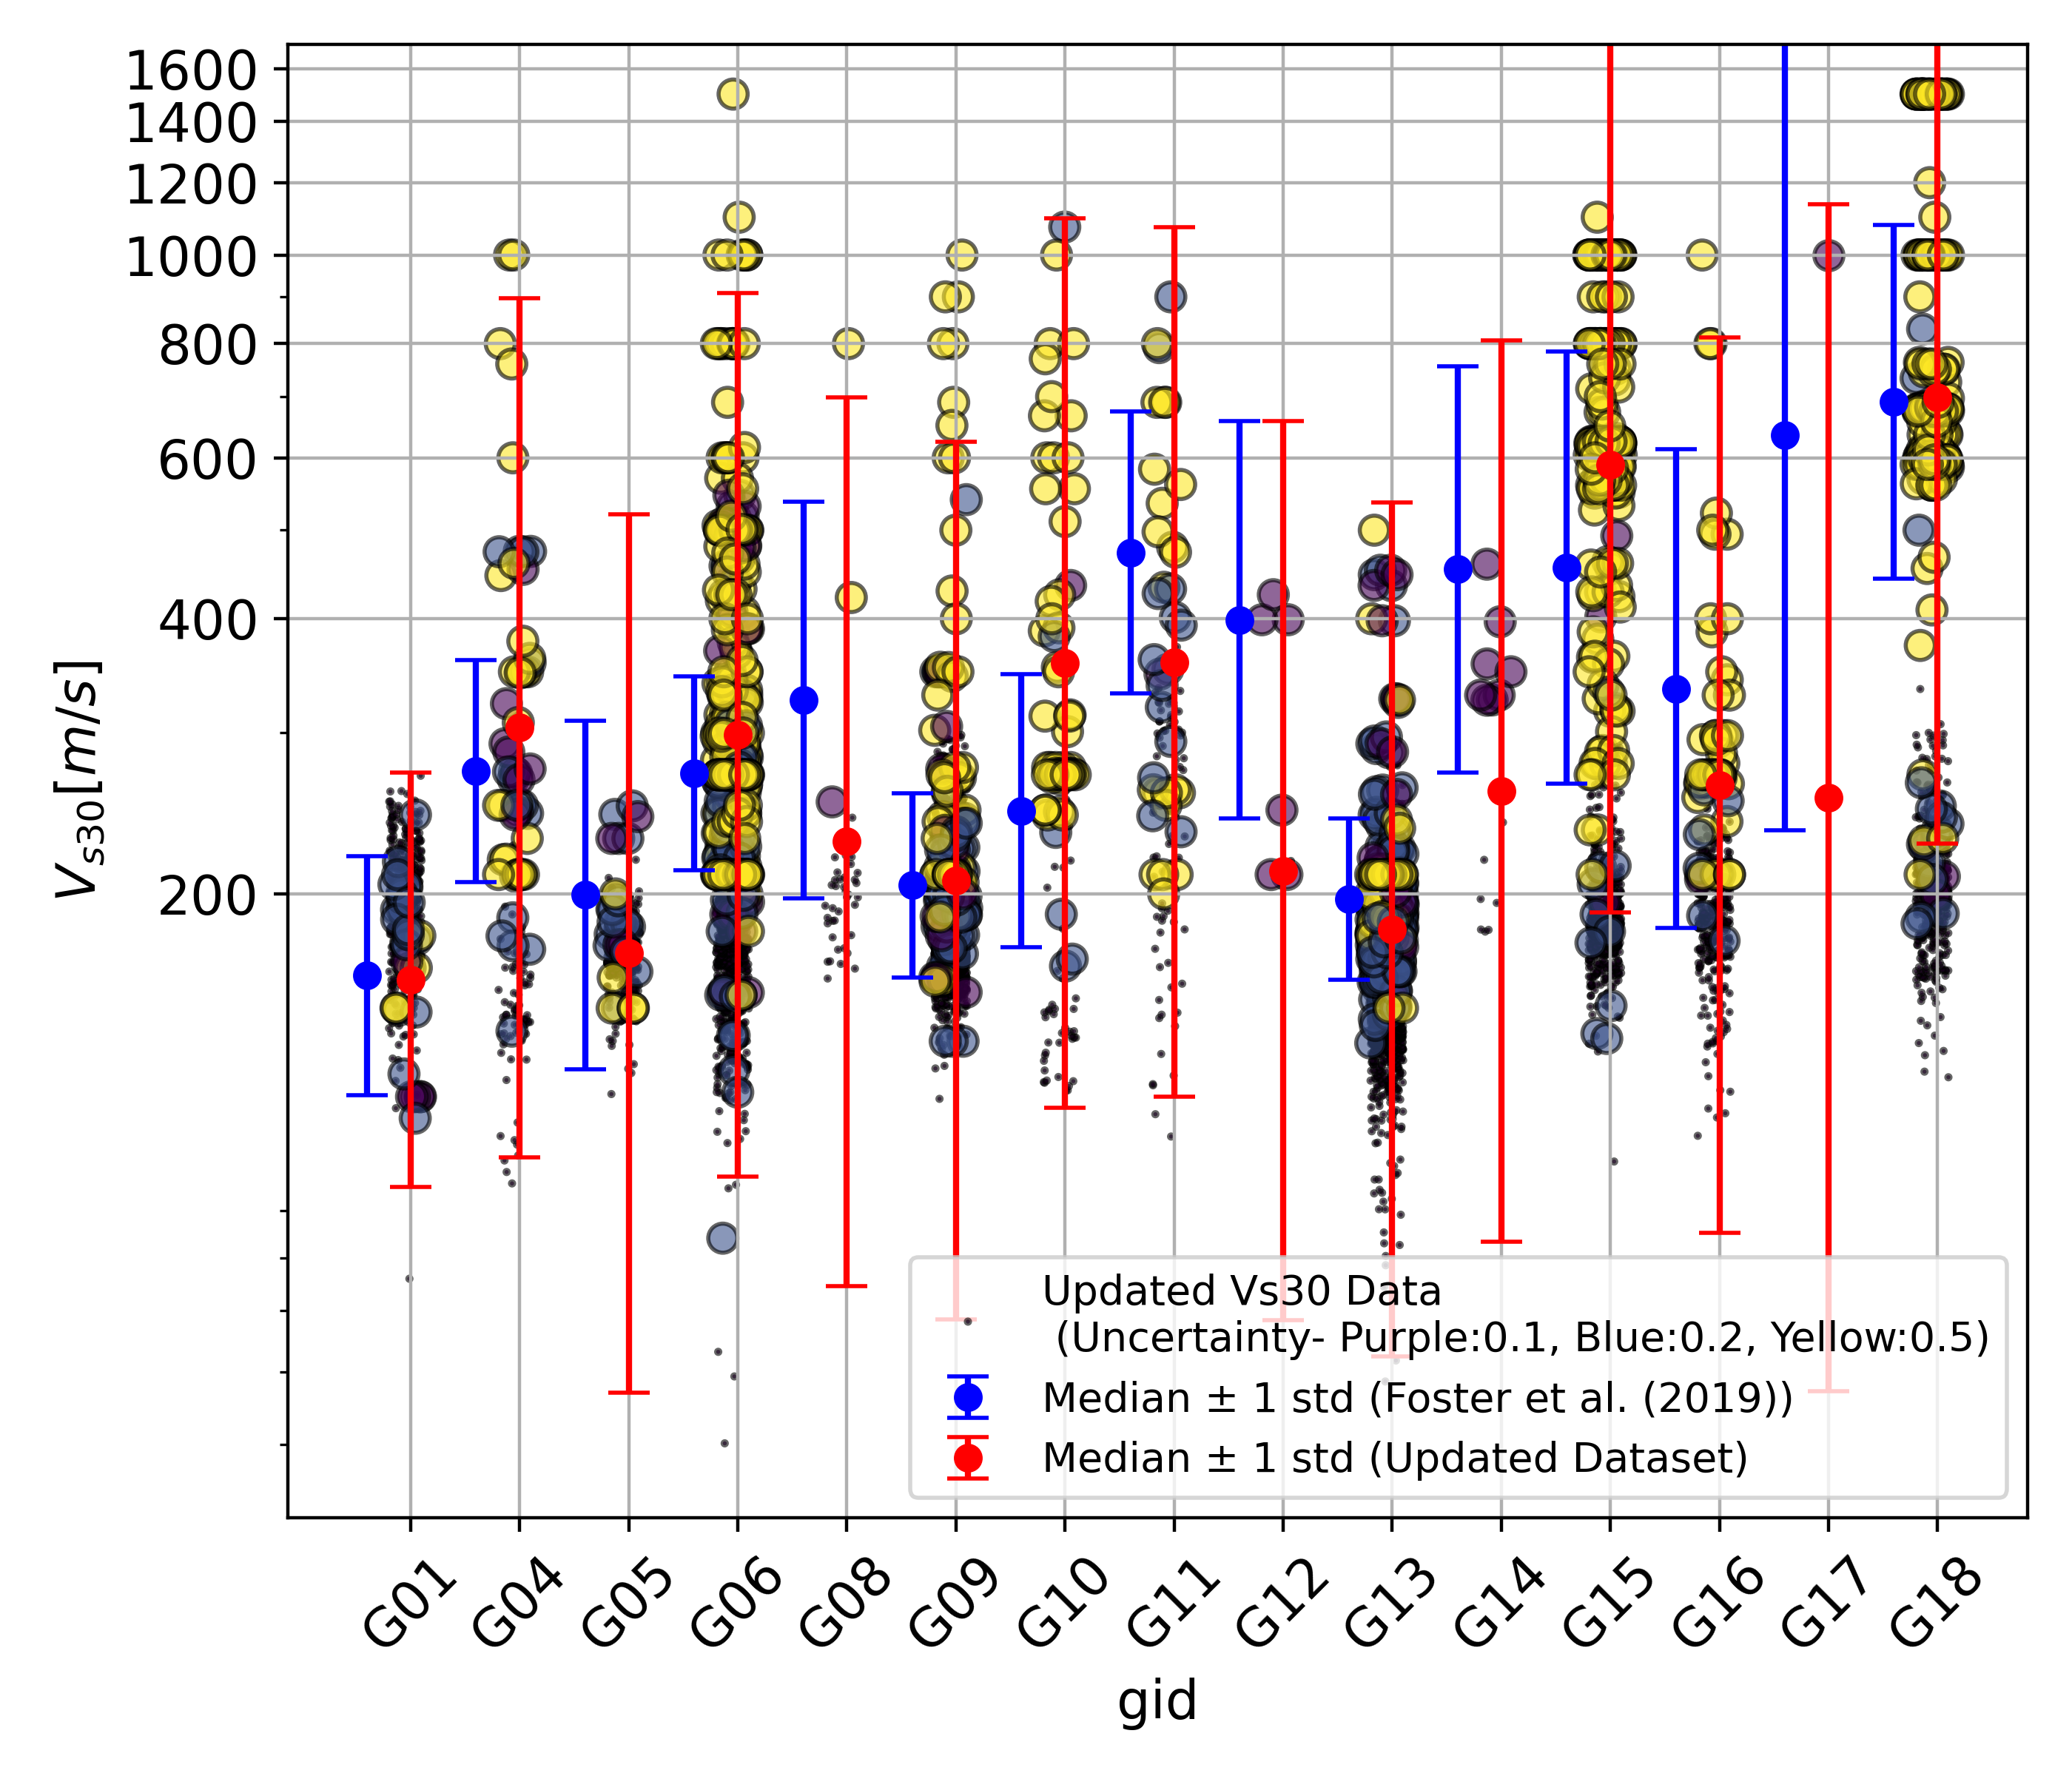 1600
1400
1200
1000
800
600
400
200
V_{s30}[m/s]
Updated Vs30 Data
(Uncertainty- Purple:0.1, Blue:0.2, Yellow:0.5)
Median ± 1 std (Foster et al. (2019))
Median ± 1 std (Updated Dataset)
G01 G04 G05 G06 G08 G09 G10 G11 G12 G13 G14 G15 G16 G17 G18
gid